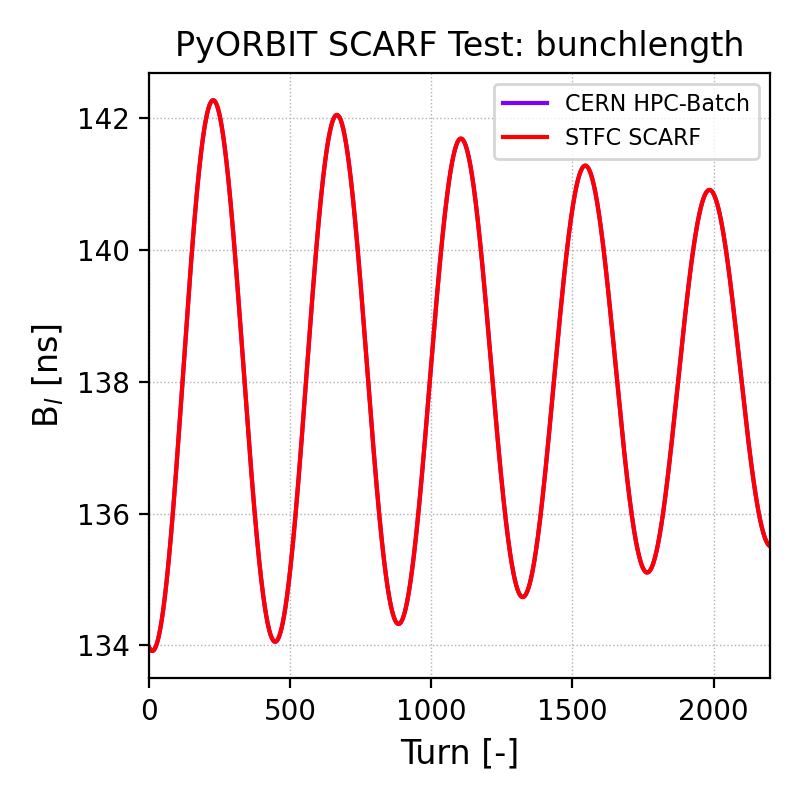 PyORBIT SCARF Test: bunchlength
CERN HPC-Batch
STFC SCARF
142
140
138
136
134
B_l [ns]
0 500 1000 1500 2000
Turn [-]